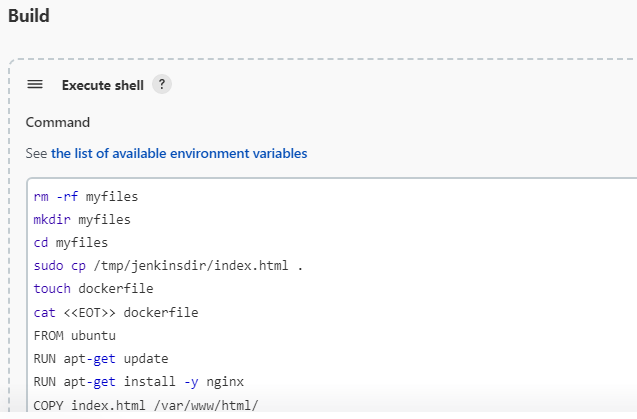 Build
Execute shell ?
Command
See the list of available environment variables
rm -rf myfiles
mkdir myfiles
cd myfiles
sudo cp /tmp/jenkinsdir/index.html .
touch dockerfile
cat <<EOT>> dockerfile
FROM ubuntu
RUN apt-get update
RUN apt-get install -y nginx
COPY index.html /var/www/html/